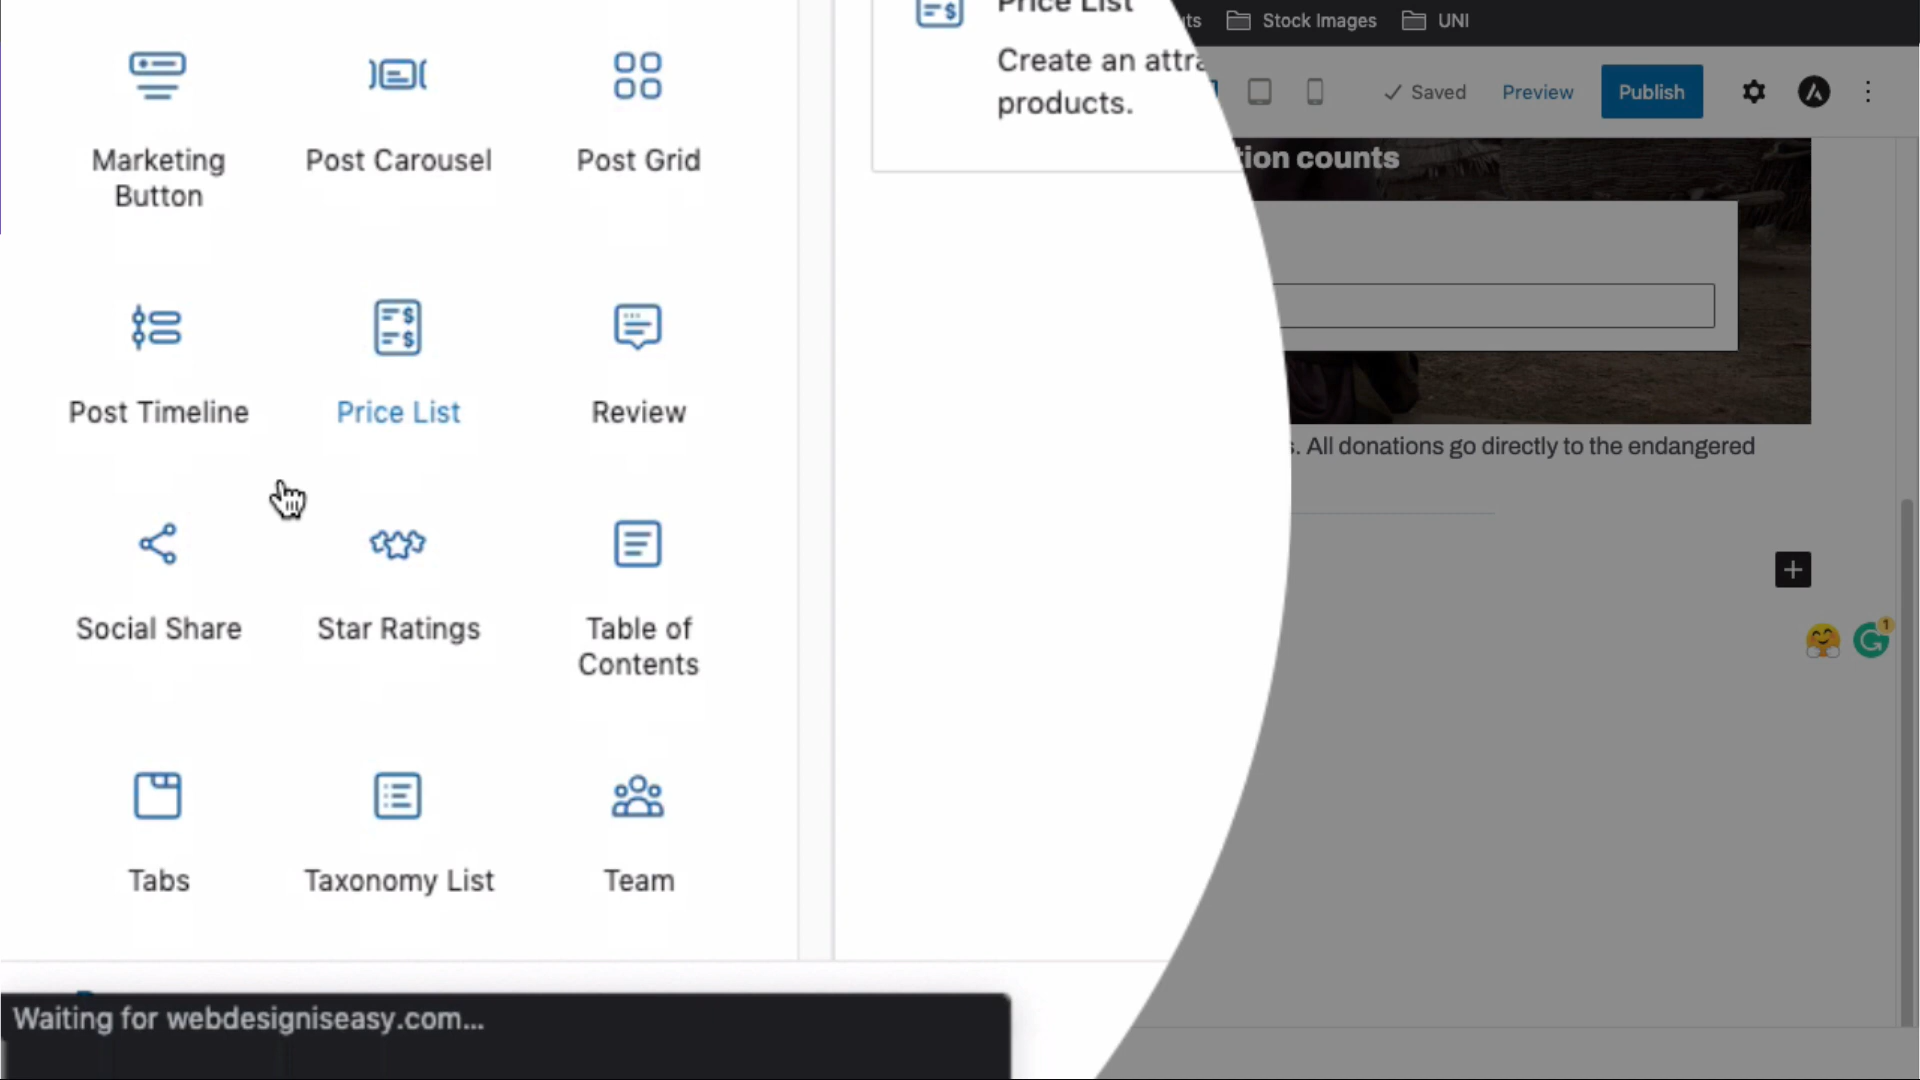 Price List
Create an attra
products.
Marketing
Button
Post Carousel
Post Grid
Post Timeline
Price List
Review
Social Share
Star Ratings
Table of
Contents
Tabs
Taxonomy List
Team
Waiting for webdesigniseasy.com...
Stock Images
UNI
Saved
Preview
Publish
tion counts
s. All donations go directly to the endangered
1